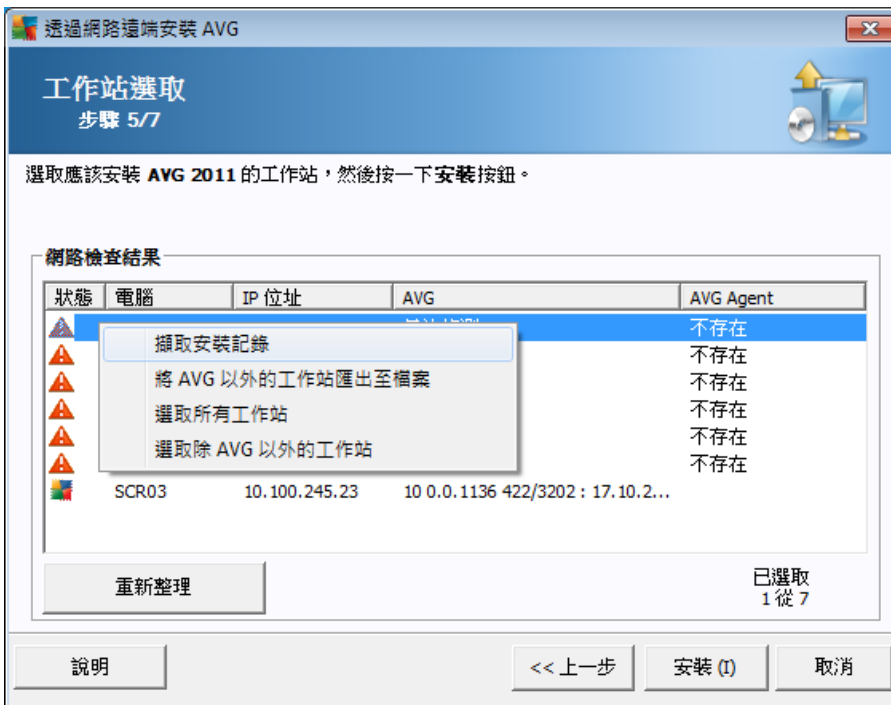 透過網路遠端安裝 AVG
工作站選取
步驟 5/7
選取應該安裝 AVG 2011 的工作站，然後按一下安裝按鈕。
網路檢查結果
狀態 電腦 IP 位址 AVG AVG Agent
不存在
擷取安裝記錄
不存在
將 AVG 以外的工作站匯出至檔案
不存在
選取所有工作站
不存在
選取除 AVG 以外的工作站
不存在
不存在
SCR03 10.100.245.23 10 0.0.1136 422/3202 : 17.10.2...
重新整理
已選取
1 從 7
說明
<< 上一步
安裝 (I)
取消